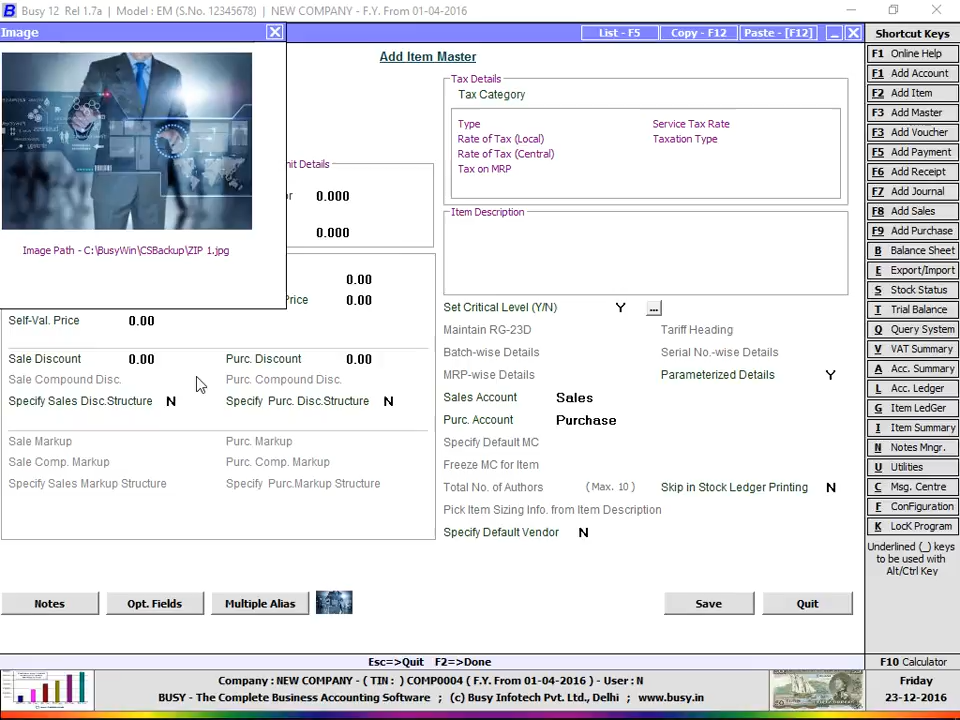 Busy 12 Rel 1.7a | Model : EM (S.No. 12345678) | NEW COMPANY - F.Y. From 01-04-2016
Image
List - F5
Copy - F12
Paste - [F12]
Shortcut Keys
Add Item Master
Image Path - C:\BusyWin\CSBackup\ZIP 1.jpg
nit Details
or 0.000
0.000
0.00
Price 0.00
Self-Val. Price 0.00
Sale Discount 0.00 Purc. Discount 0.00
Sale Compound Disc. Purc. Compound Disc.
Specify Sales Disc.Structure N Specify Purc. Disc.Structure N
Sale Markup Purc. Markup
Sale Comp. Markup Purc. Comp. Markup
Specify Sales Markup Structure Specify Purc.Markup Structure
Tax Details
Tax Category
Type Service Tax Rate
Rate of Tax (Local) Taxation Type
Rate of Tax (Central)
Tax on MRP
Item Description
Set Critical Level (Y/N) Y ...
Maintain RG-23D Tariff Heading
Batch-wise Details Serial No.-wise Details
MRP-wise Details Parameterized Details Y
Sales Account Sales
Purc. Account Purchase
Specify Default MC
Freeze MC for Item
Total No. of Authors ( Max. 10 ) Skip in Stock Ledger Printing N
Pick Item Sizing Info. from Item Description
Specify Default Vendor N
Notes
Opt. Fields
Multiple Alias
Save
Quit
F1 Online Help
F1 Add Account
F2 Add Item
F3 Add Master
F3 Add Voucher
F5 Add Payment
F6 Add Receipt
F7 Add Journal
F8 Add Sales
F9 Add Purchase
B Balance Sheet
E Export/Import
S Stock Status
T Trial Balance
Q Query System
V VAT Summary
A Acc. Summary
L Acc. Ledger
G Item LedGer
I Item Summary
N Notes Mngr.
U Utilities
C Msg. Centre
F ConFiguration
K LocK Program
Underlined (_) keys
to be used with
Alt/Ctrl Key
Esc=>Quit F2=>Done
F10 Calculator
Company : NEW COMPANY - ( TIN : ) COMP0004 ( F.Y. From 01-04-2016 ) - User : N
BUSY - The Complete Business Accounting Software ; (c) Busy Infotech Pvt. Ltd., Delhi ; www.busy.in
Friday
23-12-2016